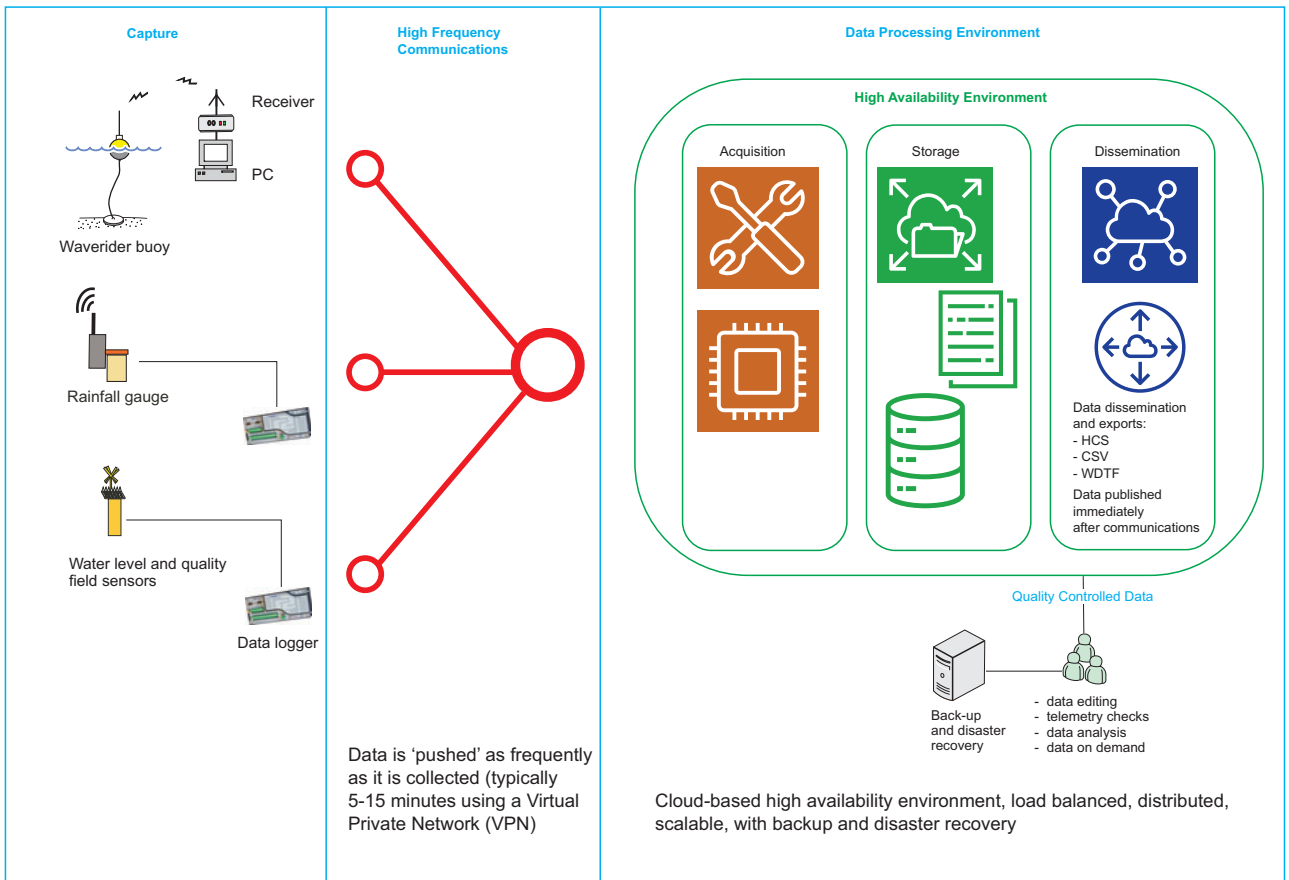 Capture
Receiver
PC
Waverider buoy
Rainfall gauge
Water level and quality
field sensors
Data logger
High Frequency
Communications
Data is ‘pushed’ as frequently
as it is collected (typically
5-15 minutes using a Virtual
Private Network (VPN)
Data Processing Environment
High Availability Environment
Acquisition
Storage
Dissemination
Data dissemination
and exports:
- HCS
- CSV
- WDTF
Data published
immediately
after communications
Quality Controlled Data
Back-up
and disaster
recovery
- data editing
- telemetry checks
- data analysis
- data on demand
Cloud-based high availability environment, load balanced, distributed,
scalable, with backup and disaster recovery